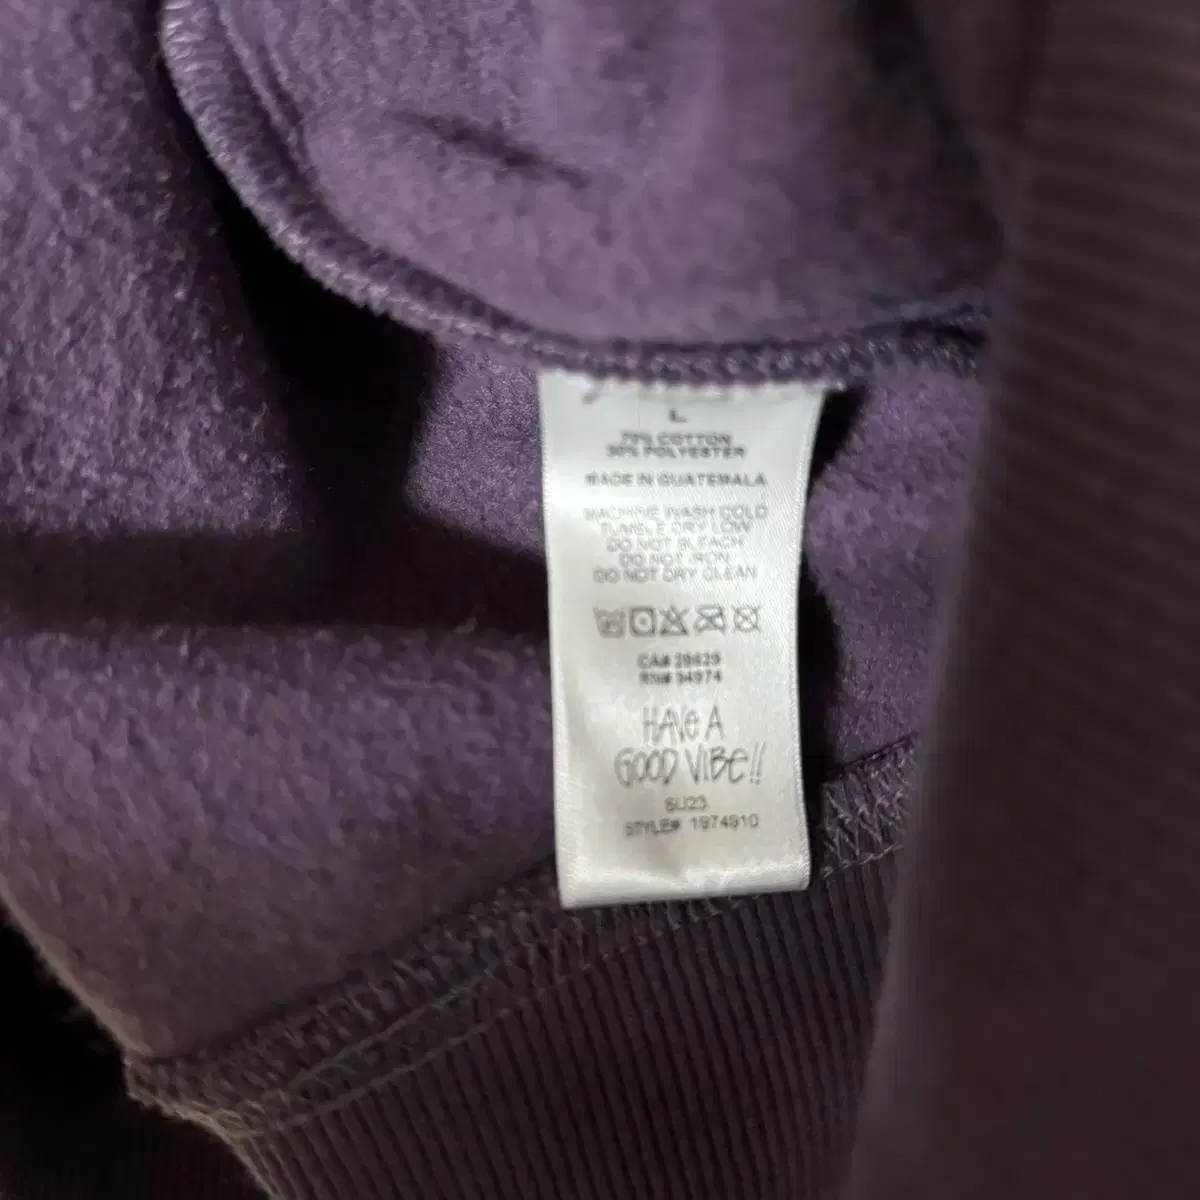 L
70% COTTON
30% POLYESTER
MADE IN GUATEMALA
MACHINE WASH COLD
TUMBLE DRY LOW
DO NOT BLEACH
DO NOT IRON
DO NOT DRY CLEAN
CA# 29629
RN# 94974
HAVE A
GOOD VIBE!!
SU23
STYLE# 1974910